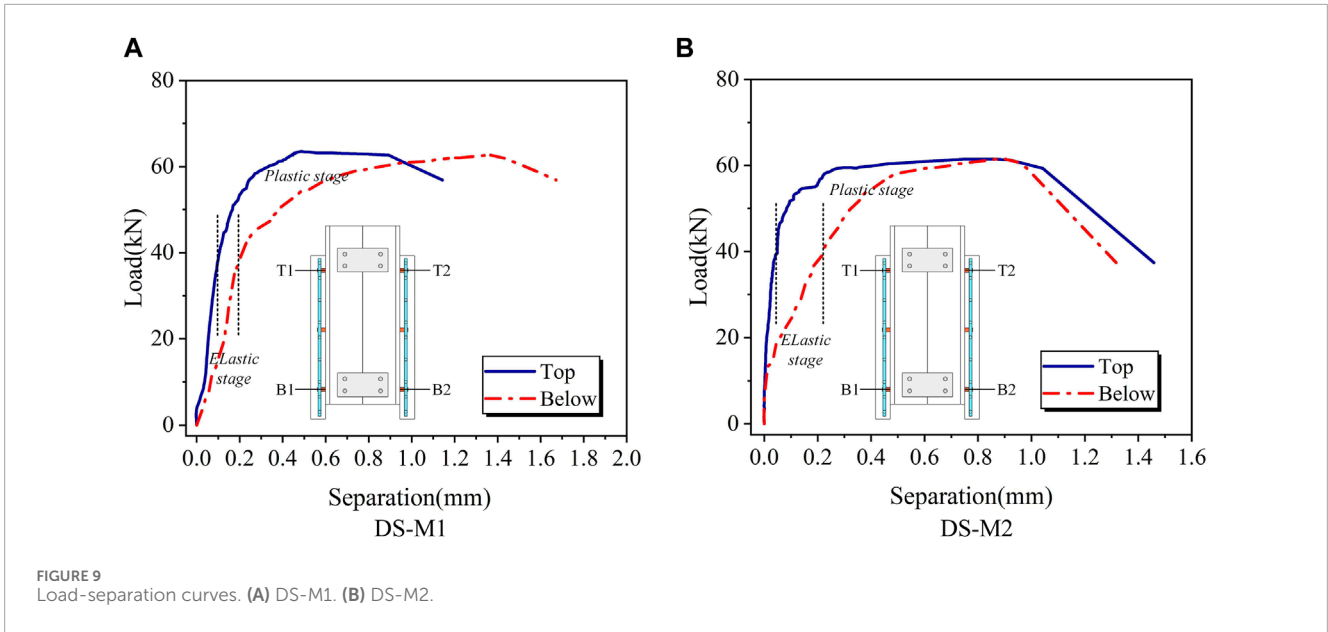 A
80
60
40
20
0
Load(kN)
Plastic stage
ELastic
stage
T1
T2
B1
B2
Top
Below
0.0 0.2 0.4 0.6 0.8 1.0 1.2 1.4 1.6 1.8 2.0
Separation(mm)
DS-M1
B
80
60
40
20
0
Load(kN)
Plastic stage
ELastic
stage
T1
T2
B1
B2
Top
Below
0.0 0.2 0.4 0.6 0.8 1.0 1.2 1.4 1.6
Separation(mm)
DS-M2
FIGURE 9
Load-separation curves. (A) DS-M1. (B) DS-M2.